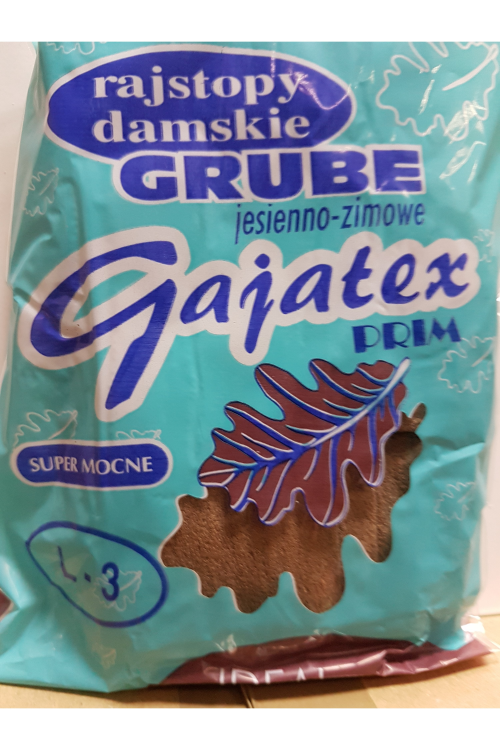 rajstopy
damskie
GRUBE
jesienno-zimowe
Gajatex
PRIM
SUPER MOCNE
L. 3